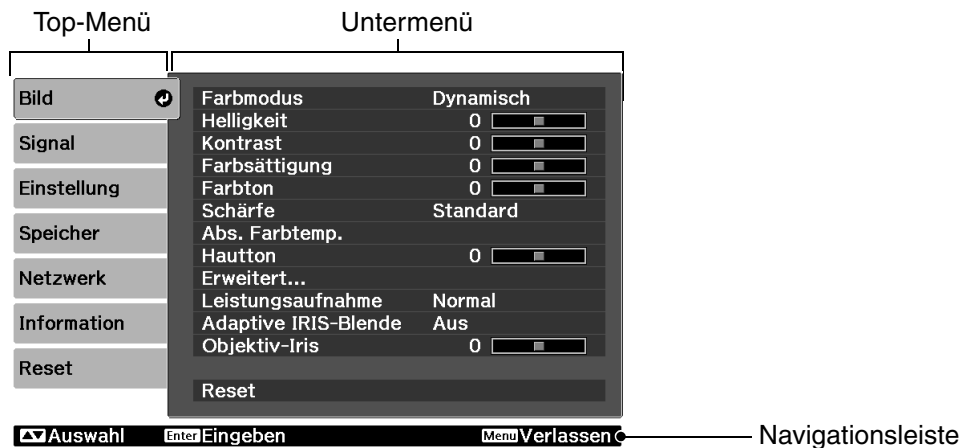 Top-Menü Untermenü
Bild
Signal
Einstellung
Speicher
Netzwerk
Information
Reset
Farbmodus Dynamisch
Helligkeit 0
Kontrast 0
Farbsättigung 0
Farbton 0
Schärfe Standard
Abs. Farbtemp.
Hautton 0
Erweitert...
Leistungsaufnahme Normal
Adaptive IRIS-Blende Aus
Objektiv-Iris 0
Reset
Auswahl Enter Eingeben Menu Verlassen Navigationsleiste